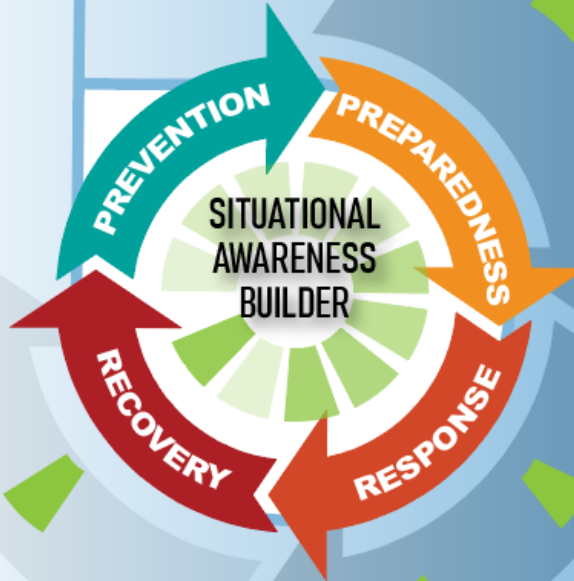 PREVENTION
PREPAREDNESS
SITUATIONAL
AWARENESS
BUILDER
RECOVERY
RESPONSE